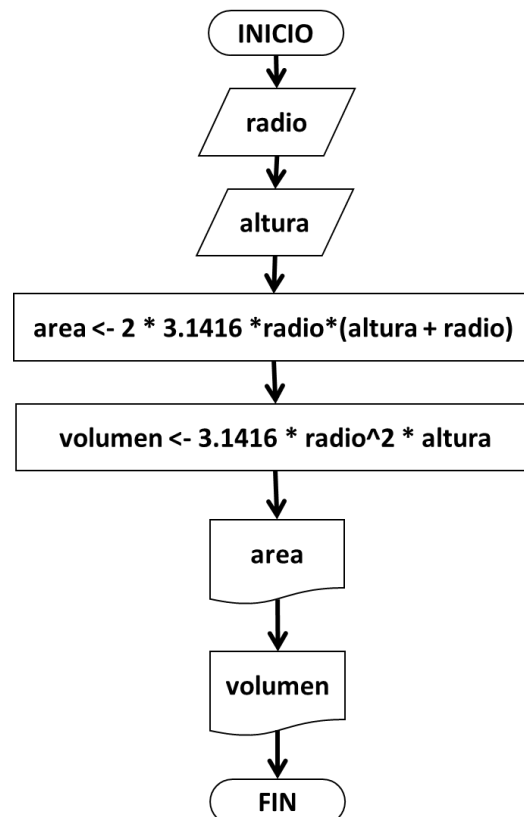 INICIO
radio
altura
area <- 2 * 3.1416 *radio*(altura + radio)
volumen <- 3.1416 * radio^2 * altura
area
volumen
FIN